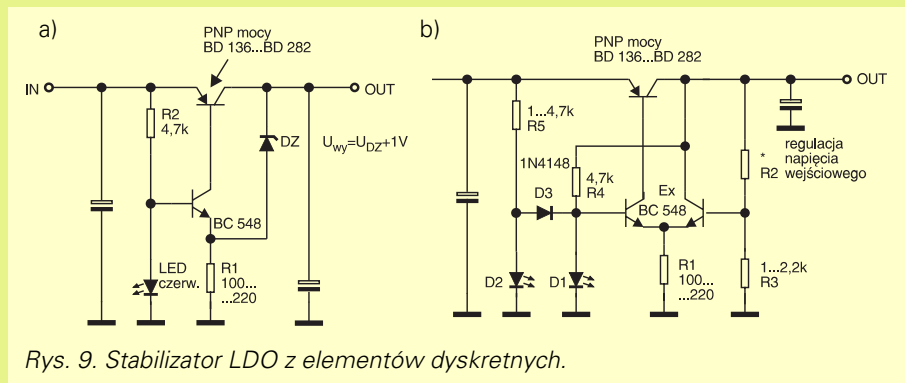 a)
PNP mocy
BD 136...BD 282
IN
OUT
R2
4,7k
DZ
Uwy=UDZ+1V
BC 548
LED
czerw.
R1
100...
...220
b)
PNP mocy
BD 136...BD 282
OUT
1...4,7k
R5
1N4148
4,7k
R4
D3
Ex
BC 548
*
R2
regulacja
napięcia
wejściowego
D2
D1
R1
100...
...220
1...2,2k
R3
Rys. 9. Stabilizator LDO z elementów dyskretnych.